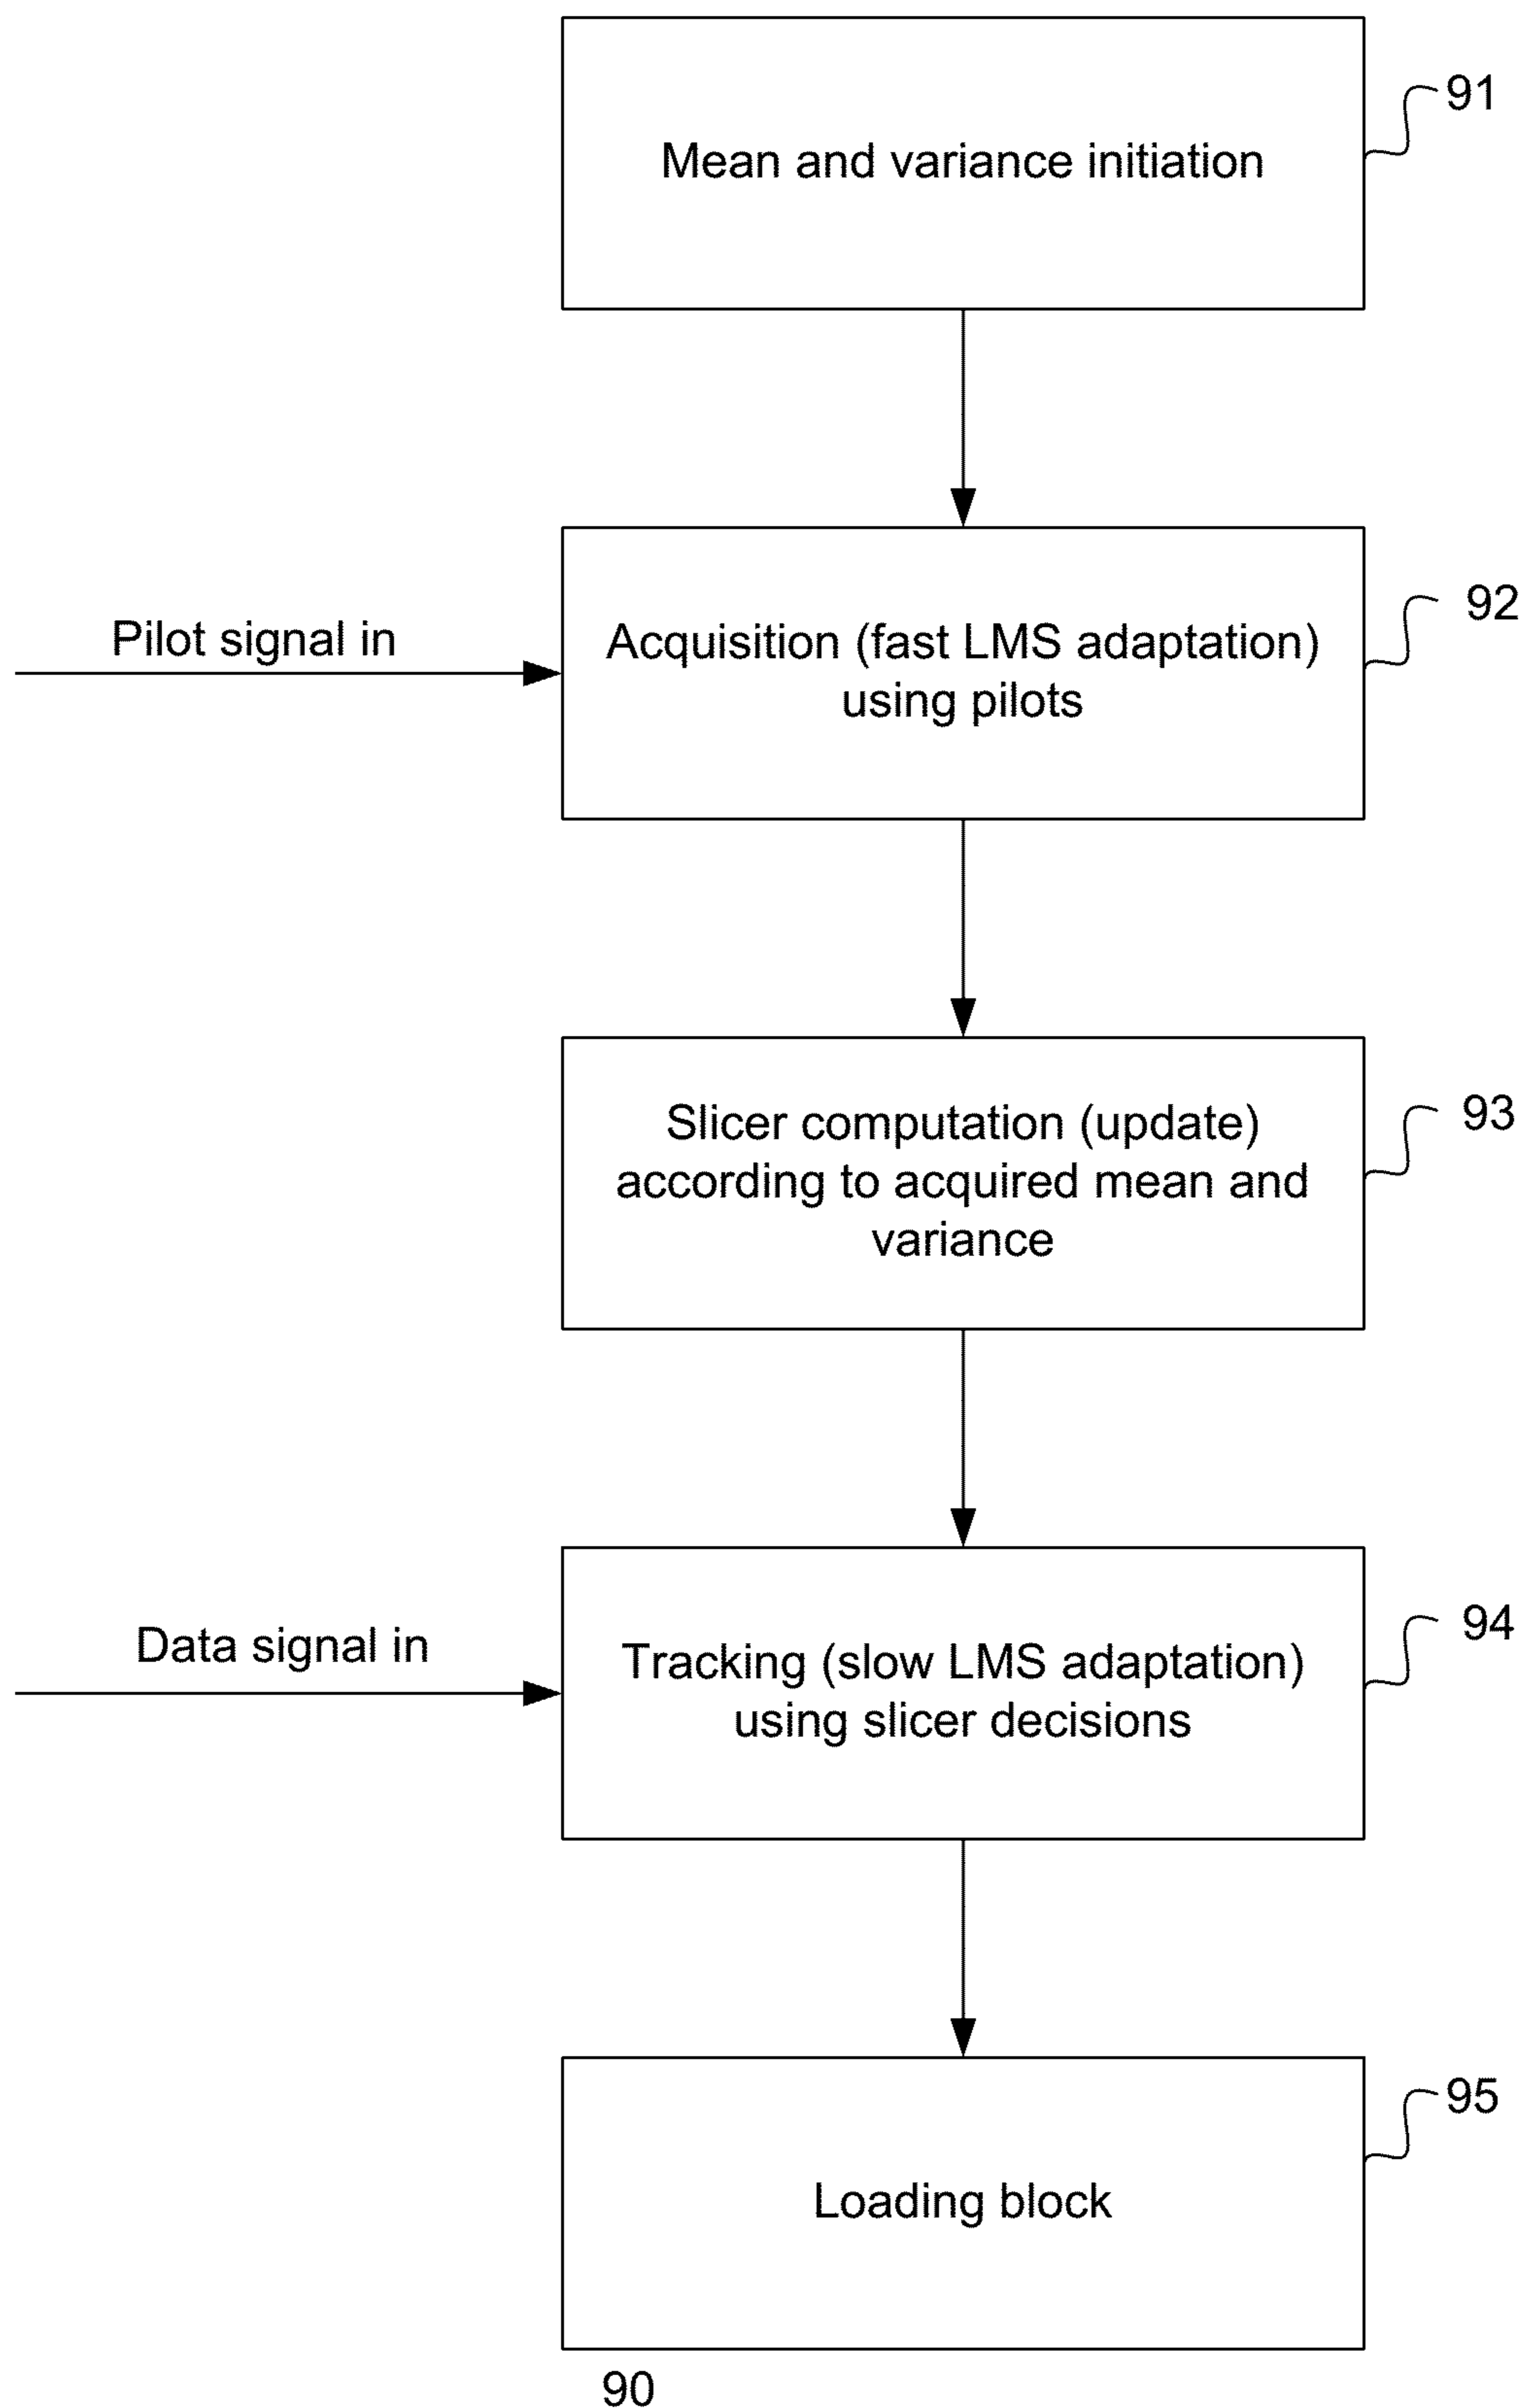 Mean and variance initiation
91
Pilot signal in
Acquisition (fast LMS adaptation)
using pilots
92
Slicer computation (update)
according to acquired mean and
variance
93
Data signal in
Tracking (slow LMS adaptation)
using slicer decisions
94
Loading block
95
90